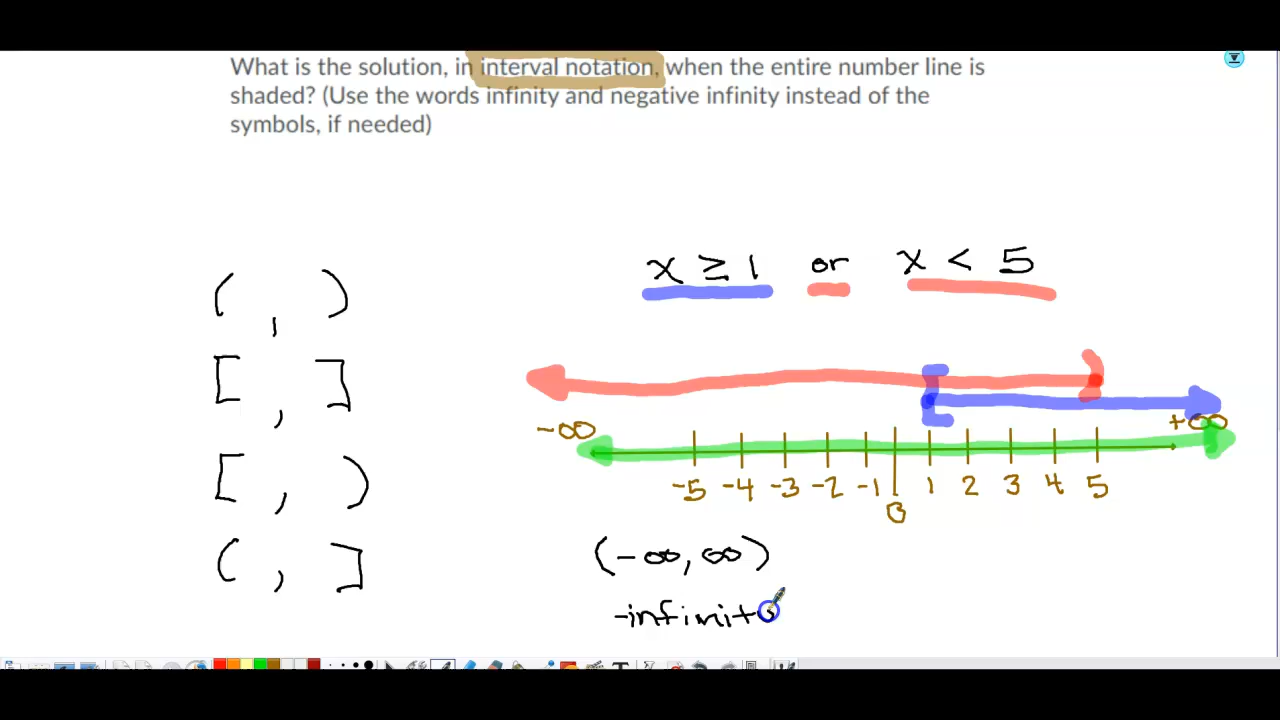 What is the solution, in interval notation, when the entire number line is
shaded? (Use the words infinity and negative infinity instead of the
symbols, if needed)
x ≥ 1 or x < 5
( , )
[ , ]
[ , )
( , ]
-∞ +∞
-5 -4 -3 -2 -1 0 1 2 3 4 5
(-∞, ∞)
-infinit